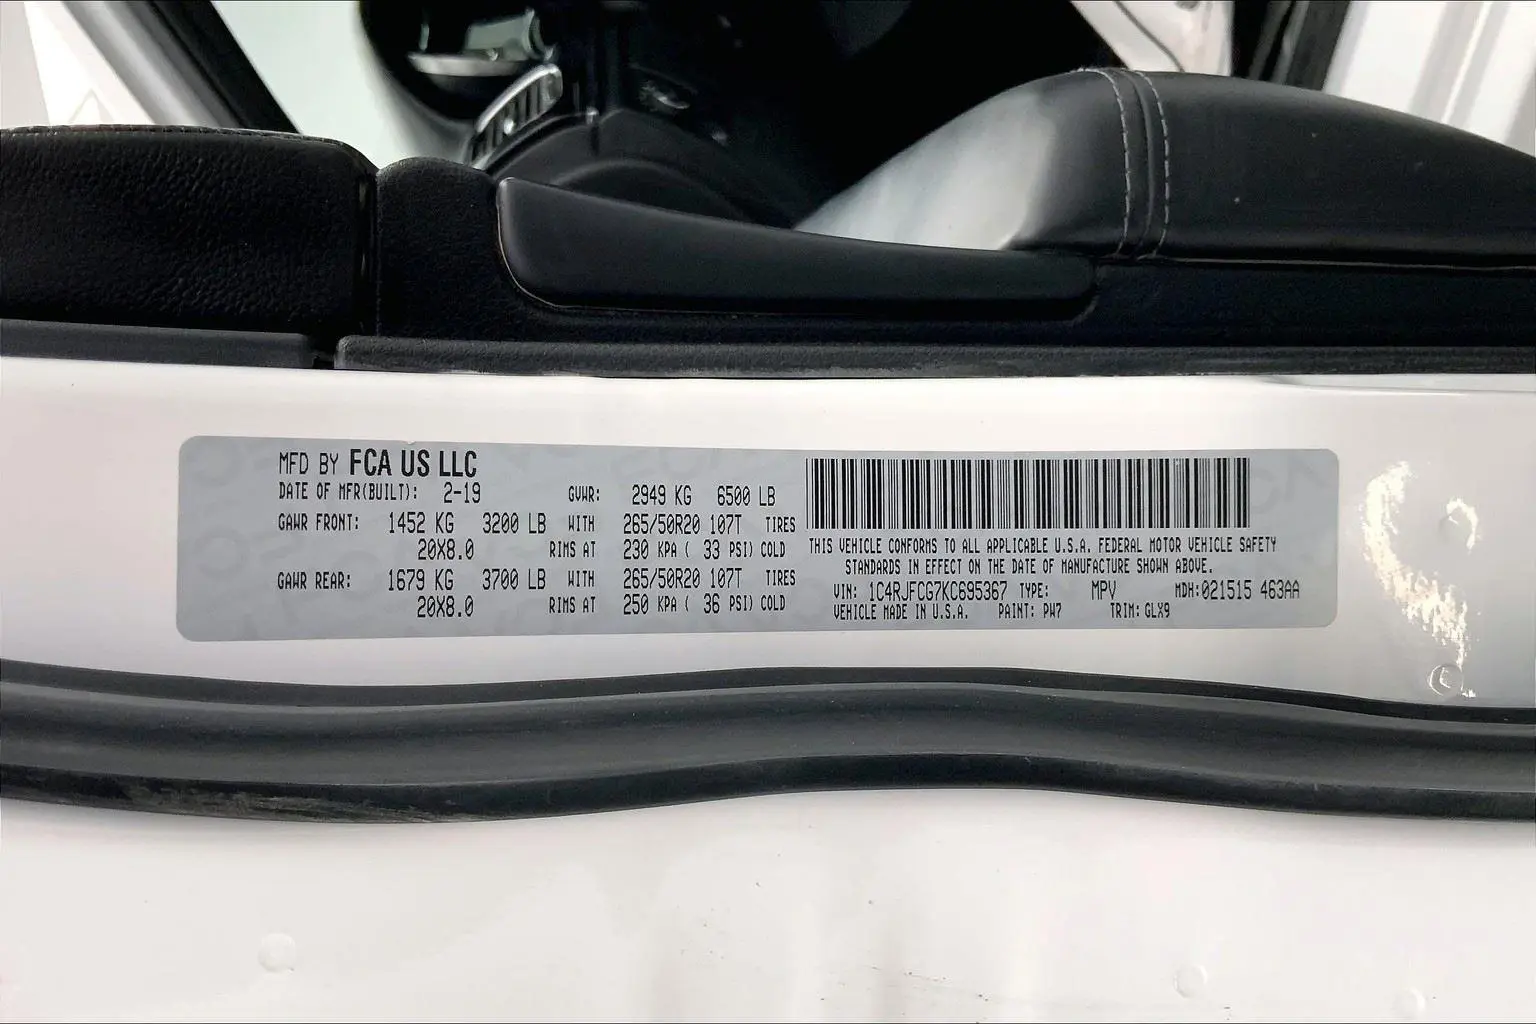 MFD BY FCA US LLC
DATE OF MFR(BUILT): 2-19 GVWR: 2949 KG 6500 LB
GAWR FRONT: 1452 KG 3200 LB WITH 265/50R20 107T TIRES
20X8.0 RIMS AT 230 KPA ( 33 PSI) COLD
GAWR REAR: 1679 KG 3700 LB WITH 265/50R20 107T TIRES
20X8.0 RIMS AT 250 KPA ( 36 PSI) COLD
THIS VEHICLE CONFORMS TO ALL APPLICABLE U.S.A. FEDERAL MOTOR VEHICLE SAFETY
STANDARDS IN EFFECT ON THE DATE OF MANUFACTURE SHOWN ABOVE.
VIN: 1C4RJFCG7KC695367 TYPE: MPV MDH:021515 463AA
VEHICLE MADE IN U.S.A. PAINT: PW7 TRIM: GLX9